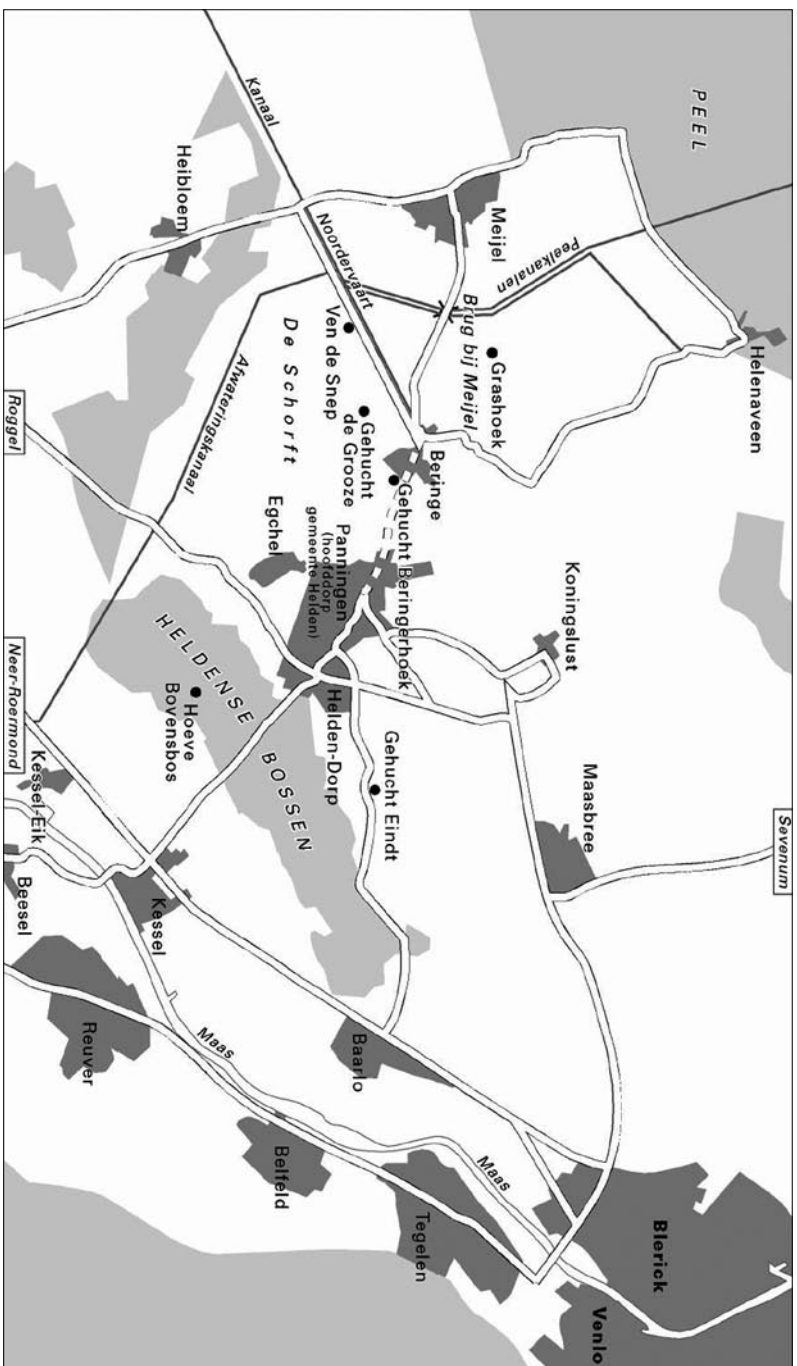 PEEL
Helenaveen
Sevenum
Meijel
Peelkanalen
Grashoek
Koningslust
Maasbree
Blerick
Venlo
Kanaal
Noordervaart
Brug bij Meijel
Beringe
Gehucht Beringerhoek
Gehucht Eindt
Baarlo
Maas
Tegelen
Heibloem
Ven de Snep
Gehucht
de Grooze
De Schorft
Panningen
(hoofddorp
gemeente Helden)
Egchel
Helden-Dorp
HELDENSE
BOSSEN
Hoeve
Bovensbos
Maas
Belfeld
Afwateringskanaal
Roggel
Neer-Roermond
Kessel-Eik
Kessel
Beesel
Reuver